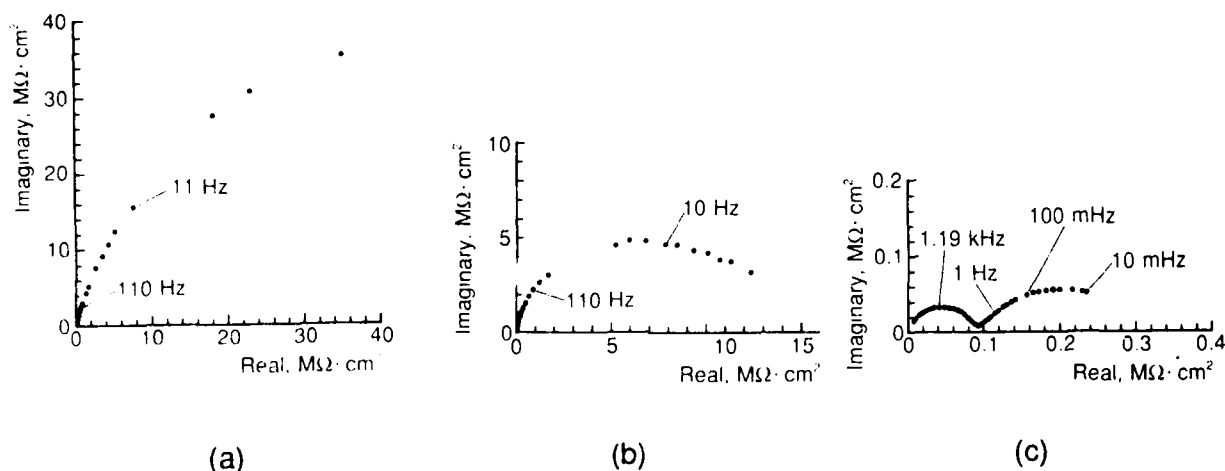 Imaginary, MΩ· cm²
40
30
20
10
0
11 Hz
110 Hz
0
20
40
Real, MΩ· cm
(a)
Imaginary. MΩ· cm²
10
5
0
10 Hz
110 Hz
0
5
10
15
Real, MΩ· cm²
(b)
Imaginary, MΩ· cm²
0.2
0.1
0
1.19 kHz
1 Hz
100 mHz
10 mHz
0
0.1
0.2
0.3
0.4
Real, MΩ· cm²
(c)